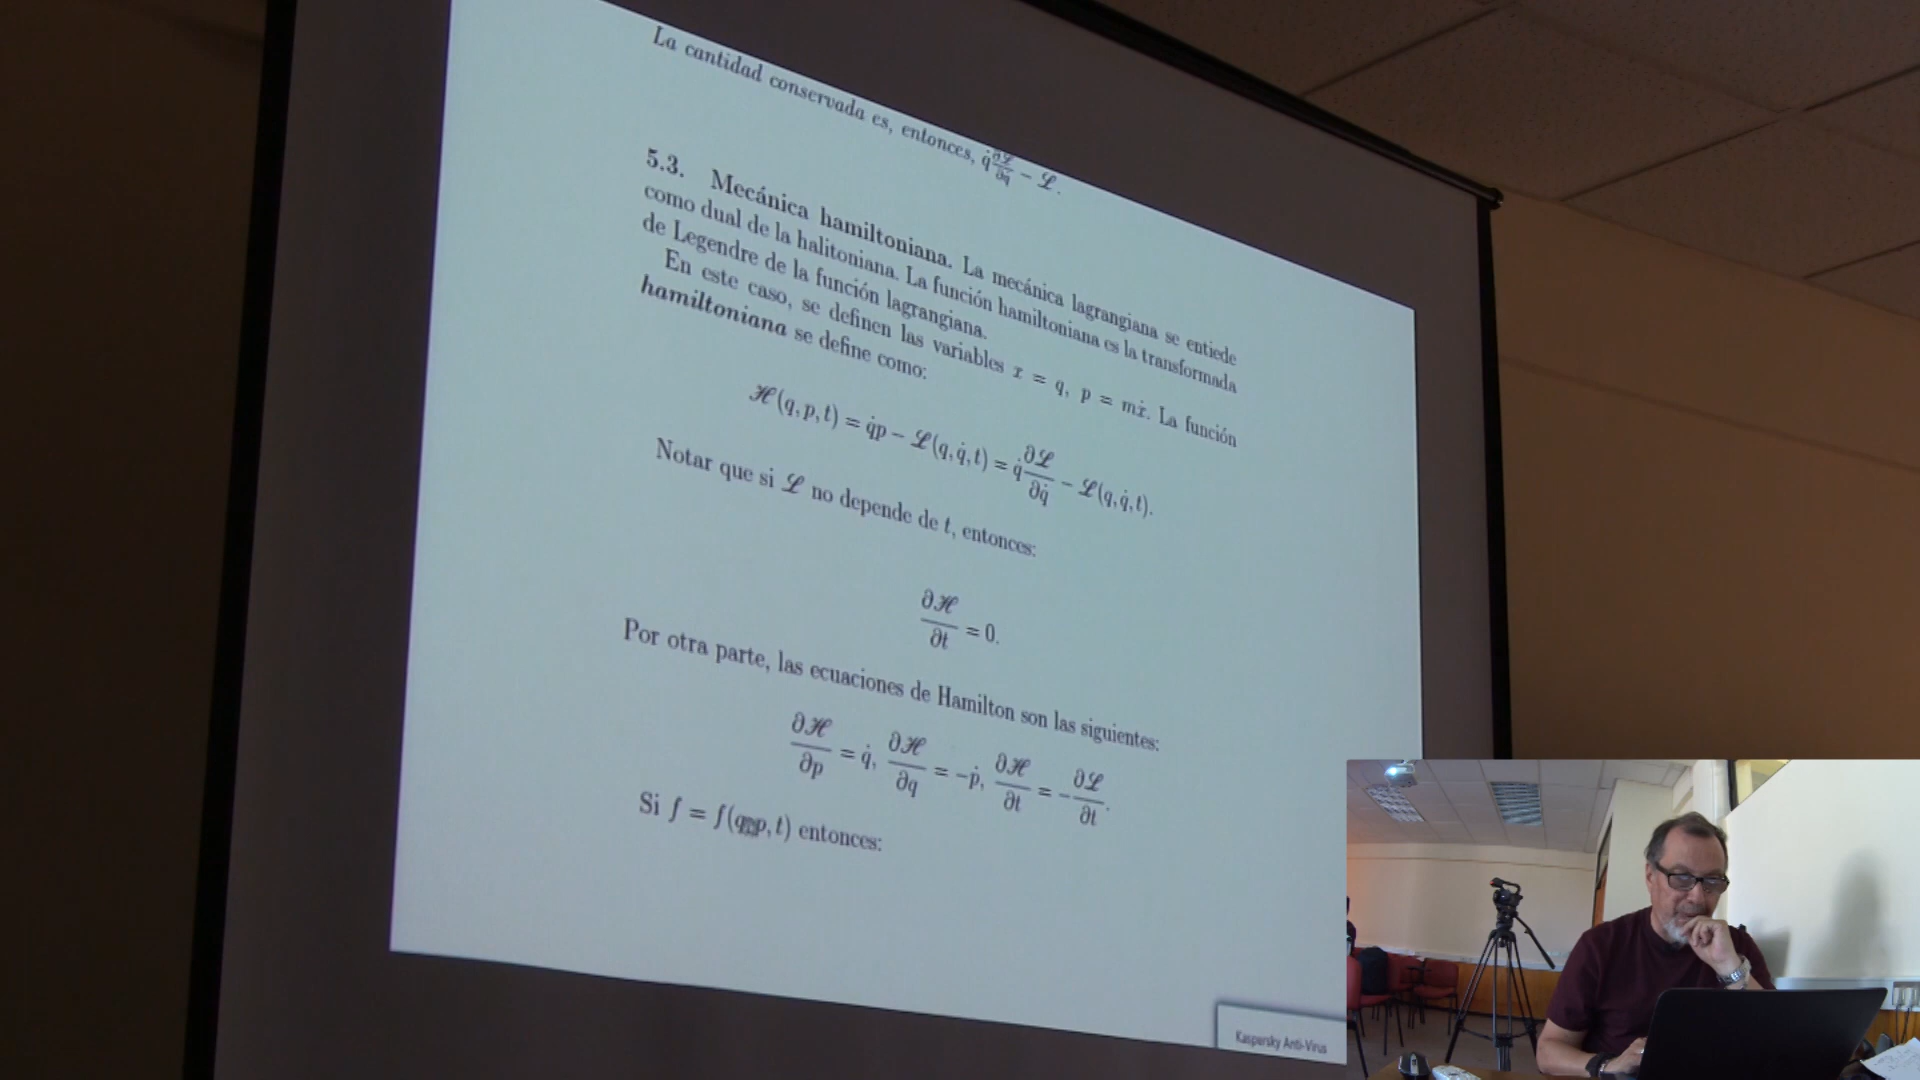 La cantidad conservada es, entonces, q̇ ∂ℒ/∂q̇ − ℒ.
5.3. Mecánica hamiltoniana. La mecánica lagrangiana se entiede
como dual de la halitoniana. La función hamiltoniana es la transformada
de Legendre de la función lagrangiana.
En este caso, se definen las variables x = q, p = mẋ. La función
hamiltoniana se define como:
ℋ(q, p, t) = q̇p − ℒ(q, q̇, t) = q̇ ∂ℒ/∂q̇ − ℒ(q, q̇, t).
Notar que si ℒ no depende de t, entonces:
∂ℋ/∂t = 0.
Por otra parte, las ecuaciones de Hamilton son las siguientes:
∂ℋ/∂p = q̇, ∂ℋ/∂q = −ṗ, ∂ℋ/∂t = −∂ℒ/∂t.
Si f = f(q, p, t) entonces:
Kaspersky Anti-Virus